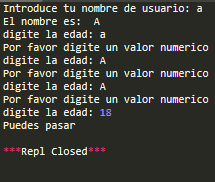 Introduce tu nombre de usuario: a
El nombre es:  A
digite la edad: a
Por favor digite un valor numerico
digite la edad: A
Por favor digite un valor numerico
digite la edad: A
Por favor digite un valor numerico
digite la edad: 18
Puedes pasar
***Repl Closed***